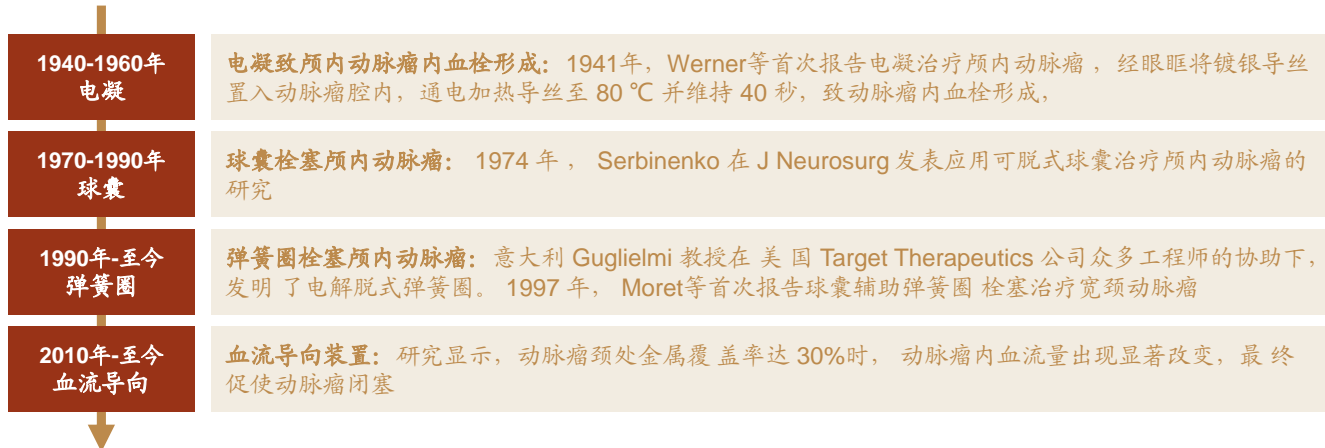 1940-1960年
电凝
电凝致颅内动脉瘤内血栓形成：1941年，Werner等首次报告电凝治疗颅内动脉瘤 ，经眼眶将镀银导丝
置入动脉瘤腔内，通电加热导丝至 80 ℃ 并维持 40 秒，致动脉瘤内血栓形成，
1970-1990年
球囊
球囊栓塞颅内动脉瘤： 1974 年 ， Serbinenko 在 J Neurosurg 发表应用可脱式球囊治疗颅内动脉瘤的
研究
1990年-至今
弹簧圈
弹簧圈栓塞颅内动脉瘤：意大利 Guglielmi 教授在 美 国 Target Therapeutics 公司众多工程师的协助下，
发明 了电解脱式弹簧圈。 1997 年， Moret等首次报告球囊辅助弹簧圈 栓塞治疗宽颈动脉瘤
2010年-至今
血流导向
血流导向装置：研究显示，动脉瘤颈处金属覆 盖率达 30%时， 动脉瘤内血流量出现显著改变，最 终
促使动脉瘤闭塞